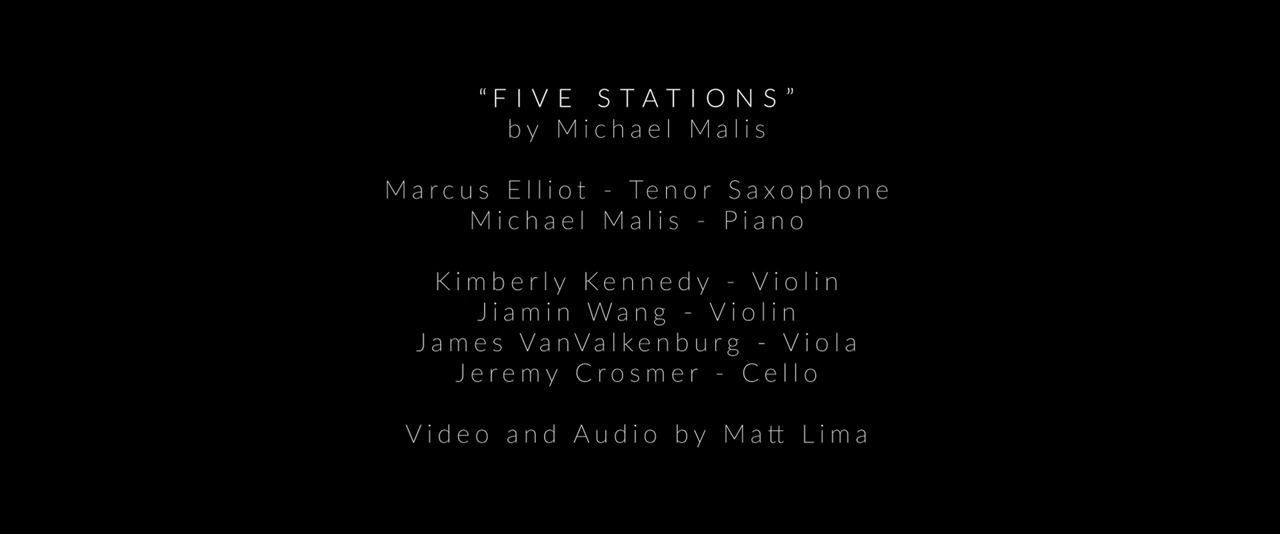 “FIVE STATIONS”
by Michael Malis
Marcus Elliot - Tenor Saxophone
Michael Malis - Piano
Kimberly Kennedy - Violin
Jiamin Wang - Violin
James VanValkenburg - Viola
Jeremy Crosmer - Cello
Video and Audio by Matt Lima